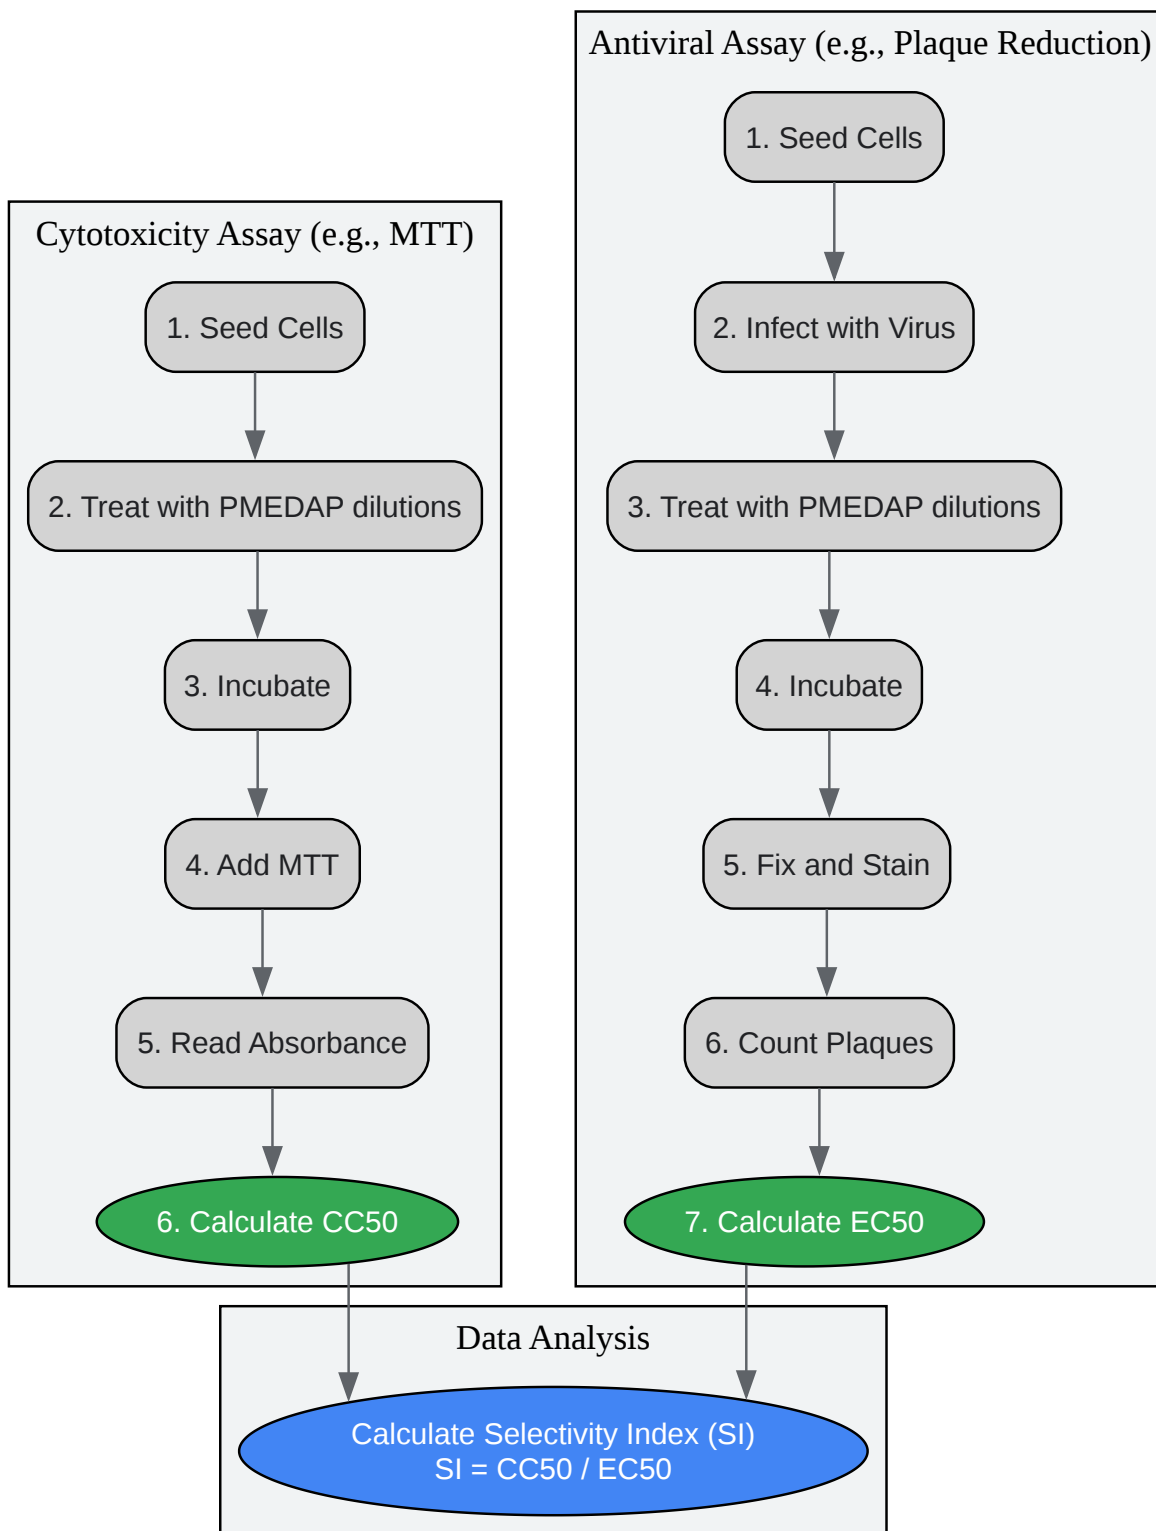 Cytotoxicity Assay (e.g., MTT)
1. Seed Cells
2. Treat with PMEDAP dilutions
3. Incubate
4. Add MTT
5. Read Absorbance
6. Calculate CC50
Antiviral Assay (e.g., Plaque Reduction)
1. Seed Cells
2. Infect with Virus
3. Treat with PMEDAP dilutions
4. Incubate
5. Fix and Stain
6. Count Plaques
7. Calculate EC50
Data Analysis
Calculate Selectivity Index (SI)
SI = CC50 / EC50